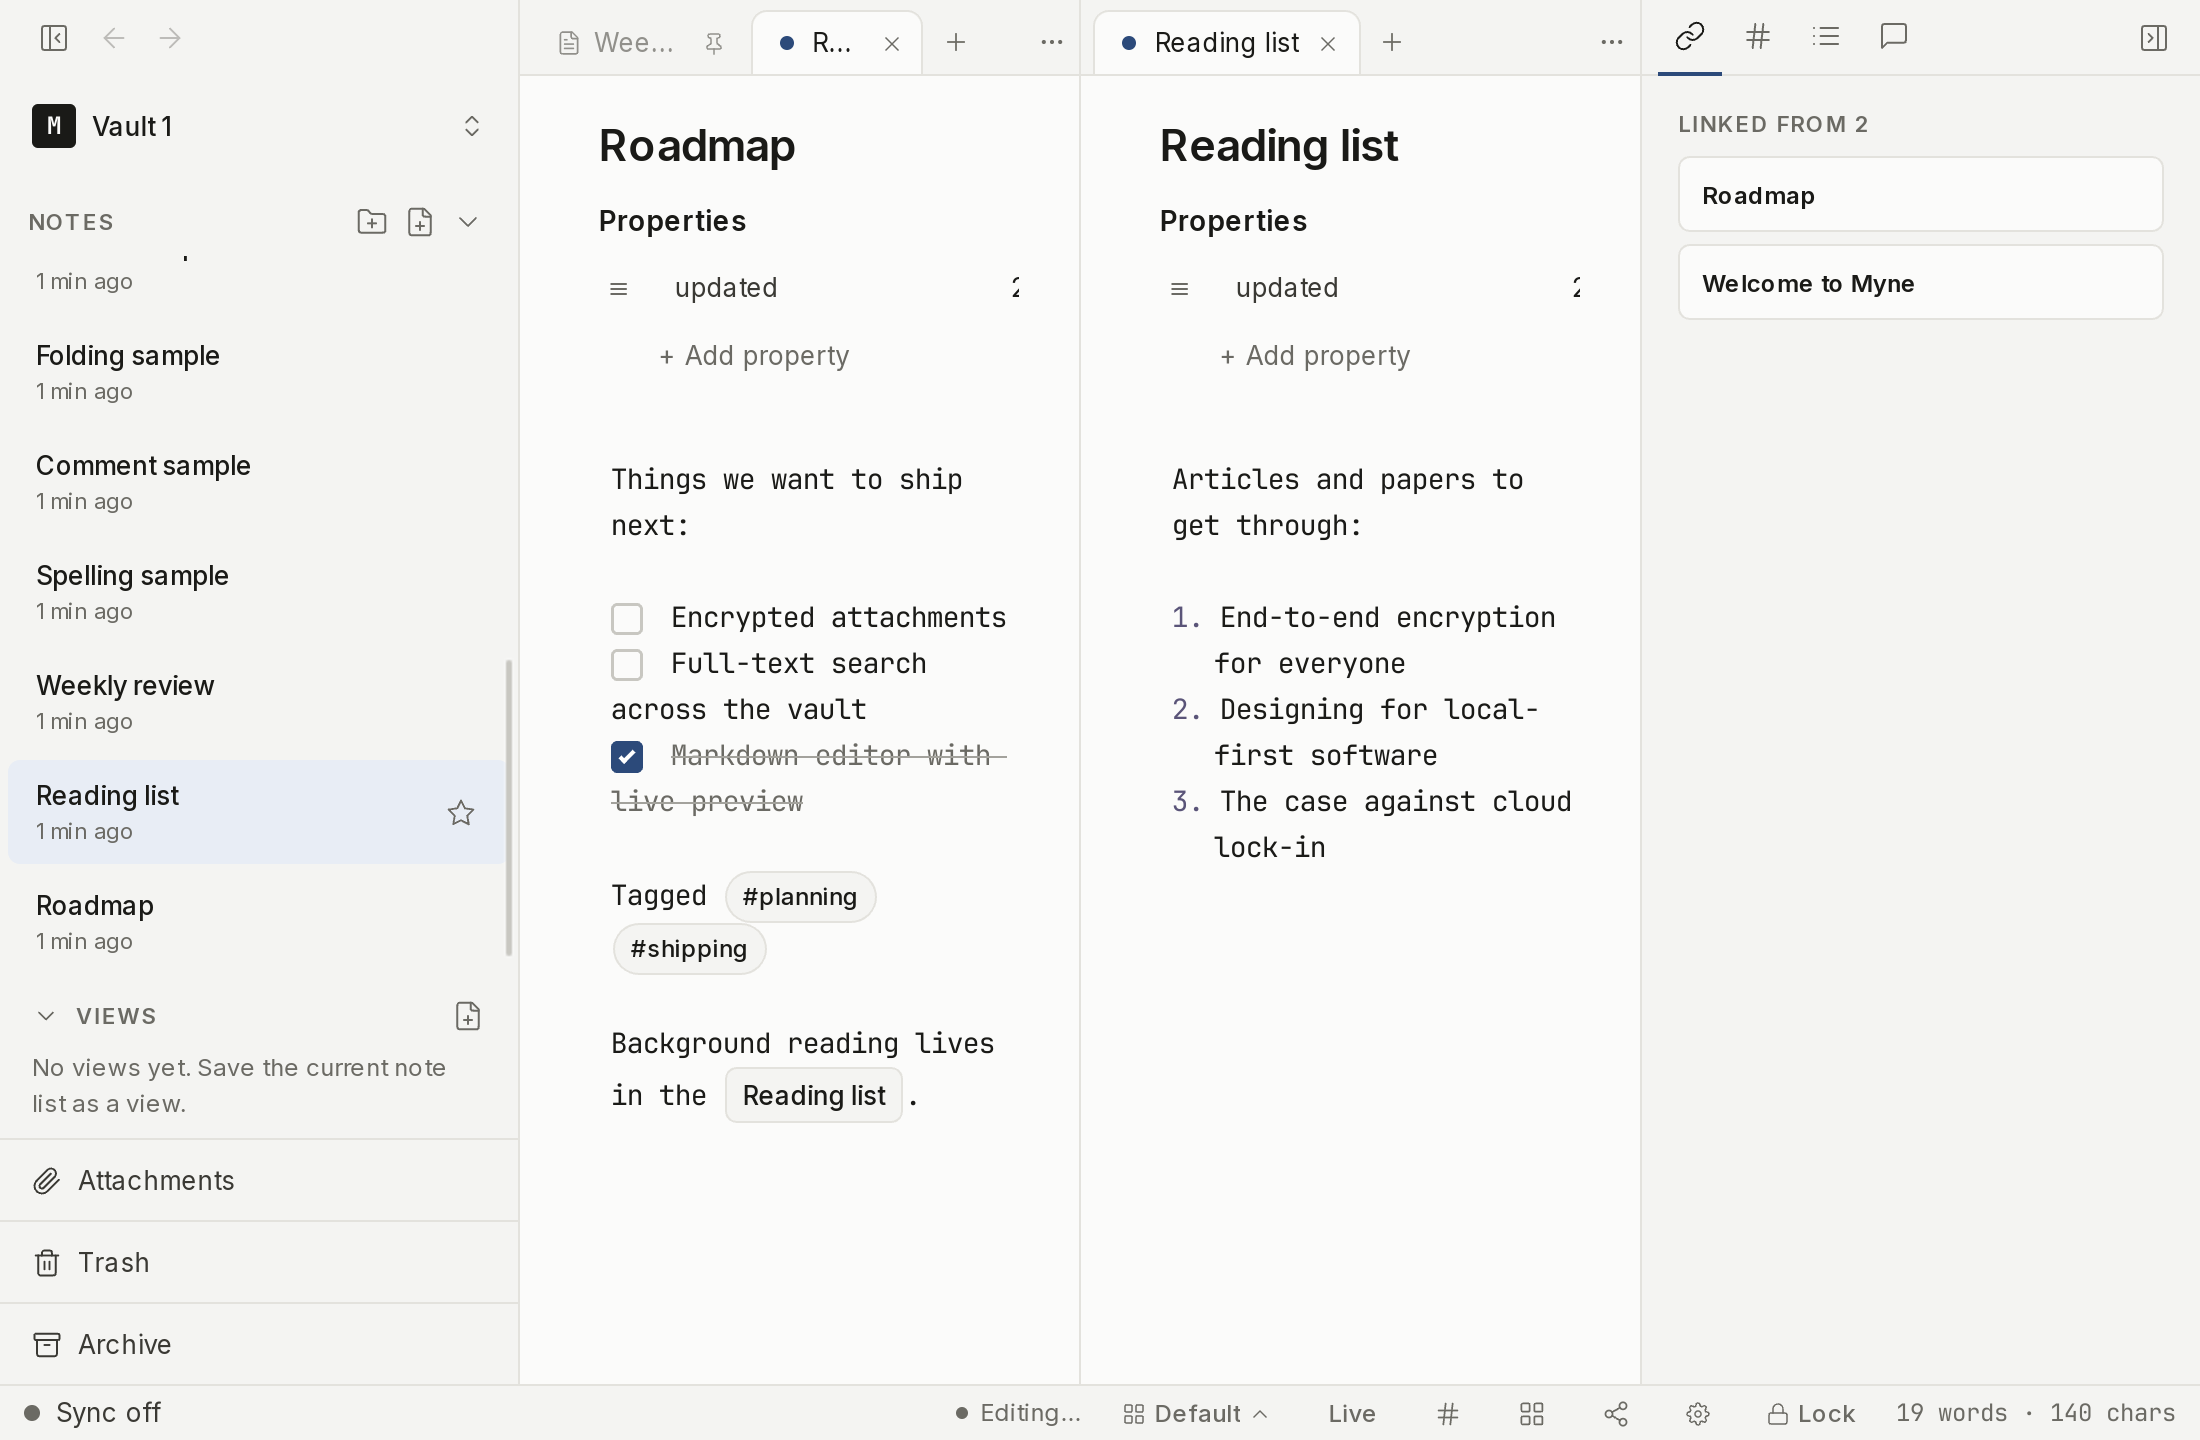 M Vault 1
NOTES
1 min ago
Folding sample
1 min ago
Comment sample
1 min ago
Spelling sample
1 min ago
Weekly review
1 min ago
Reading list
1 min ago
Roadmap
1 min ago
VIEWS
No views yet. Save the current note
list as a view.
Attachments
Trash
Archive
Wee...
R...
Roadmap
Properties
updated
+ Add property
Things we want to ship
next:
Encrypted attachments
Full-text search
across the vault
Markdown editor with
live preview
Tagged #planning
#shipping
Background reading lives
in the Reading list .
Reading list
Reading list
Properties
updated
+ Add property
Articles and papers to
get through:
1. End-to-end encryption
for everyone
2. Designing for local-
first software
3. The case against cloud
lock-in
LINKED FROM 2
Roadmap
Welcome to Myne
Sync off
Editing...
Default
Live
Lock
19 words · 140 chars